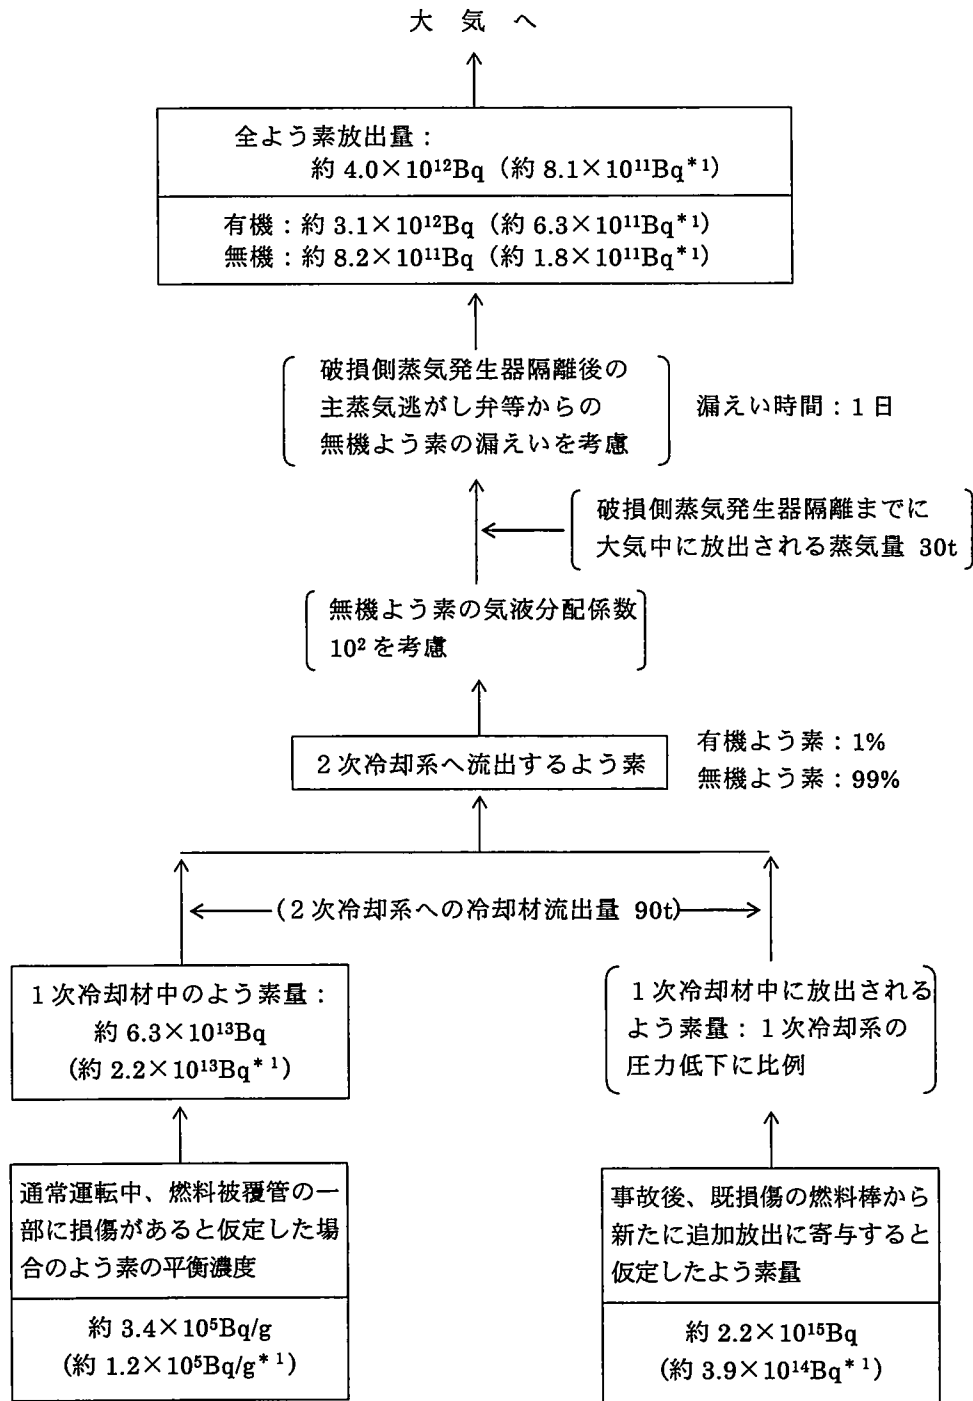 大 気 へ
全よう素放出量：
約 4.0×10¹²Bq（約 8.1×10¹¹Bq*¹）
有機：約 3.1×10¹²Bq（約 6.3×10¹¹Bq*¹）
無機：約 8.2×10¹¹Bq（約 1.8×10¹¹Bq*¹）
破損側蒸気発生器隔離後の
主蒸気逃がし弁等からの
無機よう素の漏えいを考慮
漏えい時間：1日
破損側蒸気発生器隔離までに
大気中に放出される蒸気量 30t
無機よう素の気液分配係数
10²を考慮
2次冷却系へ流出するよう素
有機よう素：1%
無機よう素：99%
(2次冷却系への冷却材流出量 90t)
1次冷却材中のよう素量：
約 6.3×10¹³Bq
(約 2.2×10¹³Bq*¹)
1次冷却材中に放出される
よう素量：1次冷却系の
圧力低下に比例
通常運転中、燃料被覆管の一
部に損傷があると仮定した場
合のよう素の平衡濃度
約 3.4×10⁵Bq/g
(約 1.2×10⁵Bq/g*¹)
事故後、既損傷の燃料棒から
新たに追加放出に寄与すると
仮定したよう素量
約 2.2×10¹⁵Bq
(約 3.9×10¹⁴Bq*¹)